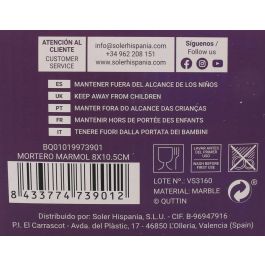 ATENCIÓN AL CLIENTE
CUSTOMER SERVICE
info@solerhispania.com
+34 962 208 151
www.solerhispania.com
Síguenos /
Follow us
ES MANTENER FUERA DEL ALCANCE DE LOS NIÑOS
UK KEEP AWAY FROM CHILDREN
PT MANTER FORA DO ALCANCE DAS CRIANÇAS
FR MANTENIR HORS DE PORTÉE DES ENFANTS
IT TENERE FUORI DALLA PORTATA DEI BAMBINI
BQ01019973901
MORTERO MARMOL 8X10.5CM
8 433774 739012
LAVAR ANTES
LOTE Nº: VS3160
MATERIAL: MARBLE
© QUTTIN
Distribuido por: Soler Hispania, S.L.U. - CIF. B-96947916
P.I. El Carrascot - Avda. del Plàstic, 17 - 46850 L'Olleria, Valencia (Spain)